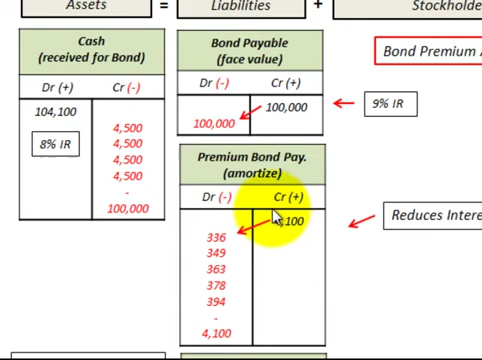 Assets = Liabilities + Stockholde
Cash
(received for Bond)
Dr (+) Cr (-)
104,100
8% IR
4,500
4,500
4,500
4,500
-
100,000
Bond Payable
(face value)
Dr (-) Cr (+)
100,000
100,000
9% IR
Bond Premium
Premium Bond Pay.
(amortize)
Dr (-) Cr (+)
,100
336
349
363
378
394
-
4,100
Reduces Intere